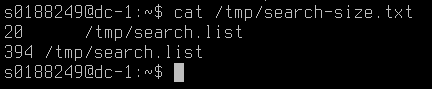 s0188249@dc-1:~$ cat /tmp/search-size.txt
20      /tmp/search.list
394 /tmp/search.list
s0188249@dc-1:~$